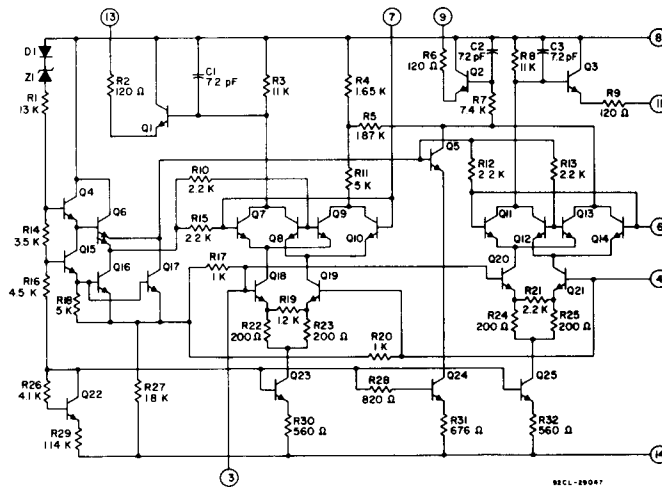 13
9
7
8
D1
Z1
R1
13 K
R2
120 Ω
C1
7.2 pF
Q1
R3
11 K
R4
1.65 K
R5
187 K
R6
120 Ω
C2
7.2 pF
Q2
R7
7.4 K
R8
11 K
C3
7.2 pF
Q3
R9
120 Ω
11
Q4
Q6
R10
2.2 K
R11
5 K
Q5
R12
2.2 K
R13
2.2 K
R14
3.5 K
Q15
R15
2.2 K
Q7
Q8
Q9
Q10
Q11
Q12
Q13
Q14
6
R16
4.5 K
R18
5 K
Q16
Q17
R17
1 K
Q18
Q19
Q20
Q21
4
R19
12 K
R22
200 Ω
R23
200 Ω
R20
1 K
R21
2.2 K
R24
200 Ω
R25
200 Ω
R26
4.1 K
Q22
R27
18 K
Q23
R28
820 Ω
Q24
Q25
R29
114 K
R30
560 Ω
R31
676 Ω
R32
560 Ω
3
14
92CL-29047